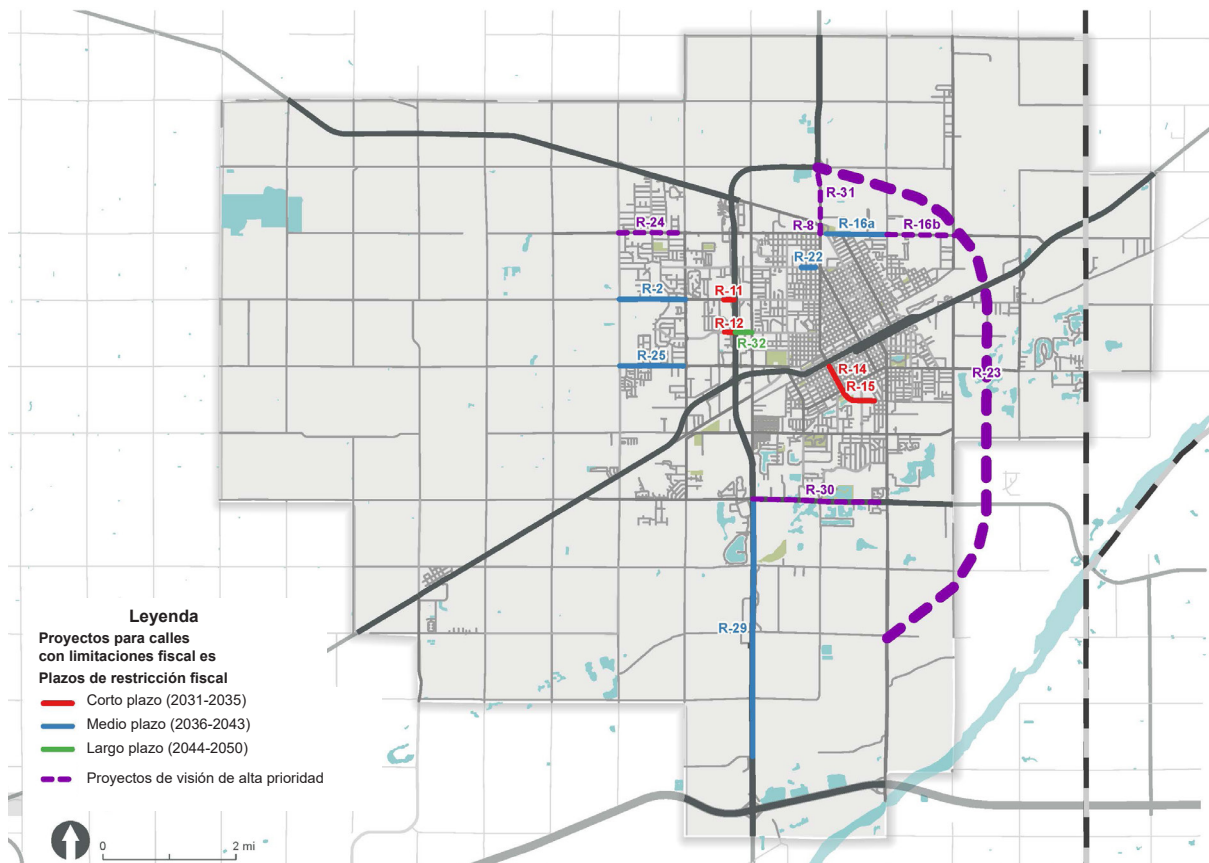 R-31
R-24
R-8
R-16a
R-16b
R-22
R-2
R-11
R-12
R-32
R-25
R-14
R-23
R-15
R-30
R-29
Leyenda
Proyectos para calles
con limitaciones fiscal es
Plazos de restricción fiscal
Corto plazo (2031-2035)
Medio plazo (2036-2043)
Largo plazo (2044-2050)
Proyectos de visión de alta prioridad
0 2 mi